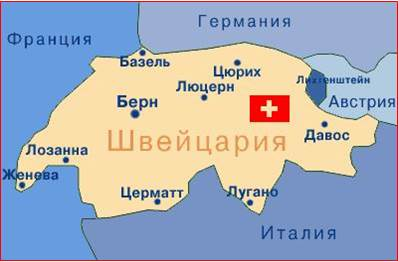 Германия
Франция
Базель
Цюрих
Лихтенштейн
Люцерн
Австрия
Берн
Давос
Швейцария
Лозанна
Женева
Церматт
Лугано
Италия